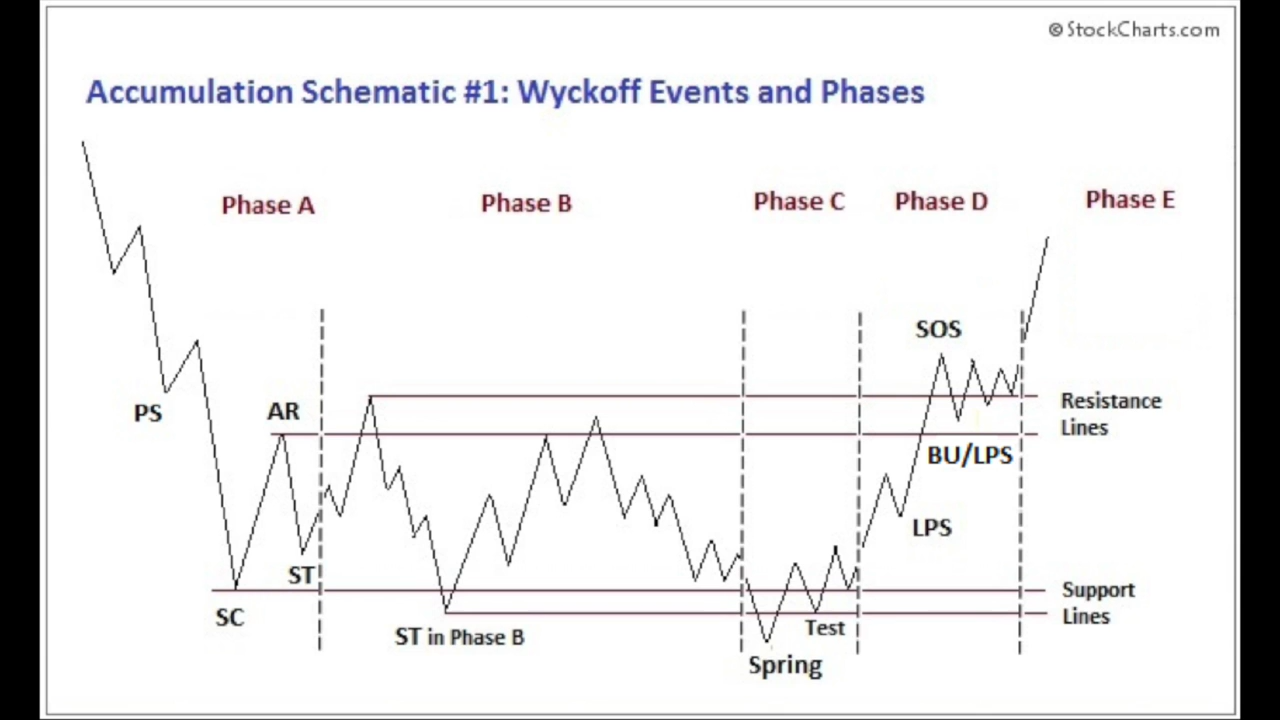 © StockCharts.com
Accumulation Schematic #1: Wyckoff Events and Phases
Phase A
Phase B
Phase C
Phase D
Phase E
SOS
PS
AR
Resistance
Lines
BU/LPS
LPS
ST
Support
Lines
SC
ST in Phase B
Test
Spring